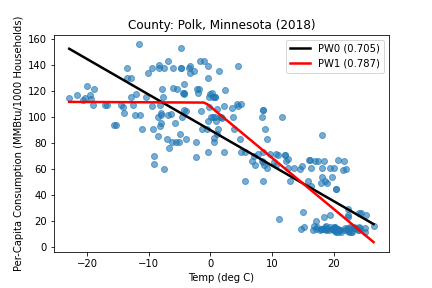 County: Polk, Minnesota (2018)
Per-Capita Consumption (MMBtu/1000 Households)
160
140
120
100
80
60
40
20
0
PW0 (0.705)
PW1 (0.787)
−20
−10
0
10
20
Temp (deg C)